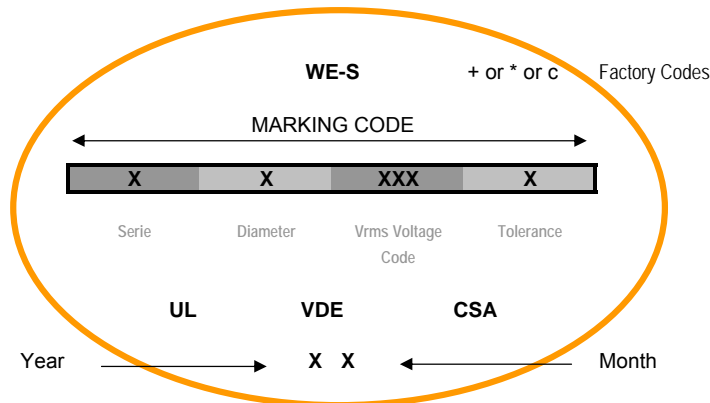 WE-S + or * or c Factory Codes
MARKING CODE
X X XXX X
Serie Diameter Vrms Voltage Code Tolerance
UL VDE CSA
Year X X Month